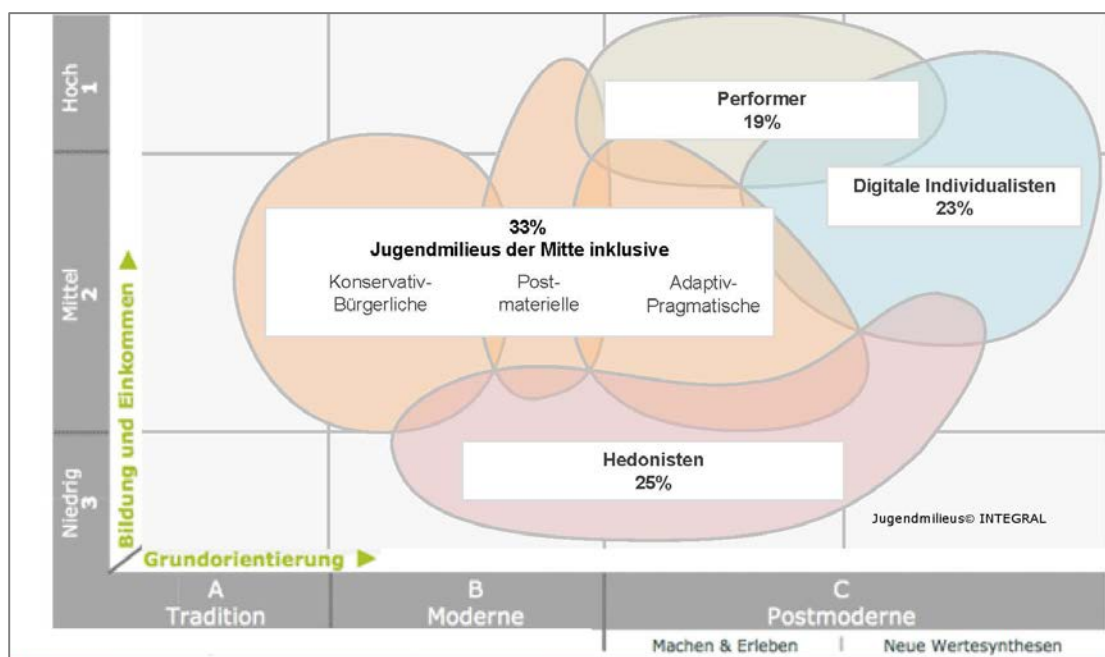 Hoch
1
Mittel
2
Niedrig
3
Bildung und Einkommen
Performer
19%
Digitale Individualisten
23%
33%
Jugendmilieus der Mitte inklusive
Konservativ-
Bürgerliche
Post-
materielle
Adaptiv-
Pragmatische
Hedonisten
25%
Jugendmilieus© INTEGRAL
Grundorientierung
A
Tradition
B
Moderne
C
Postmoderne
Machen & Erleben
Neue Wertesynthesen